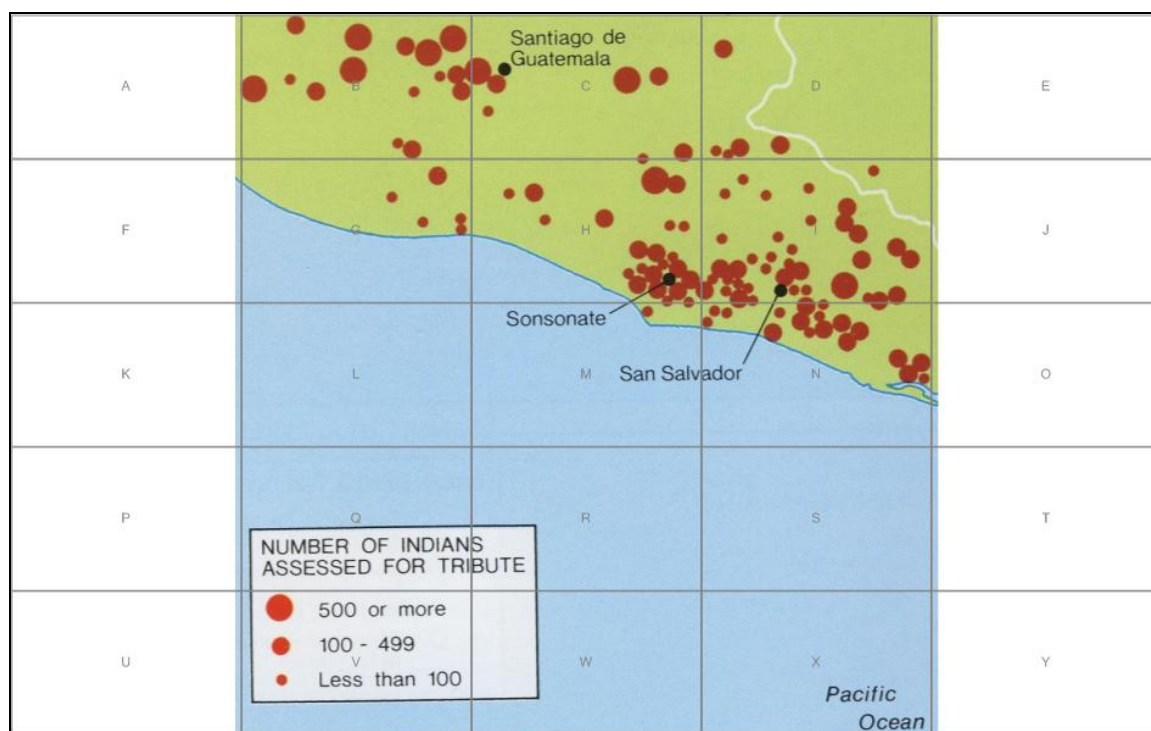 Santiago de
Guatemala
A
B
C
D
E
F
G
H
I
J
Sonsonate
San Salvador
K
L
M
N
O
P
Q
R
S
T
NUMBER OF INDIANS
ASSESSED FOR TRIBUTE
500 or more
100 - 499
Less than 100
U
V
W
X
Y
Pacific
Ocean